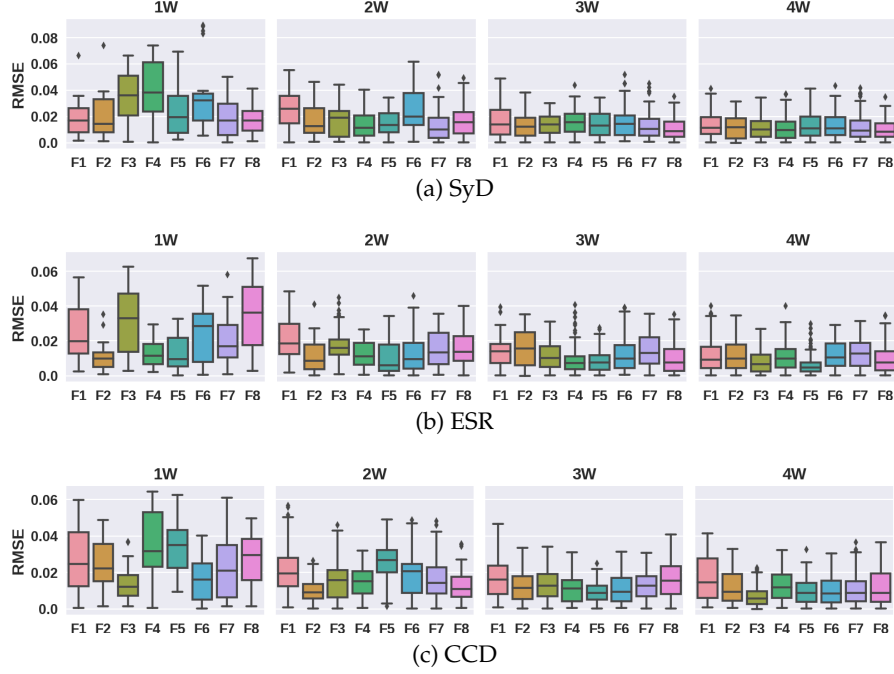 1W 2W 3W 4W
RMSE
0.08
0.06
0.04
0.02
0.0
F1 F2 F3 F4 F5 F6 F7 F8 F1 F2 F3 F4 F5 F6 F7 F8 F1 F2 F3 F4 F5 F6 F7 F8 F1 F2 F3 F4 F5 F6 F7 F8
(a) SyD
1W 2W 3W 4W
RMSE
0.06
0.04
0.02
0.0
F1 F2 F3 F4 F5 F6 F7 F8 F1 F2 F3 F4 F5 F6 F7 F8 F1 F2 F3 F4 F5 F6 F7 F8 F1 F2 F3 F4 F5 F6 F7 F8
(b) ESR
1W 2W 3W 4W
RMSE
0.06
0.04
0.02
0.0
F1 F2 F3 F4 F5 F6 F7 F8 F1 F2 F3 F4 F5 F6 F7 F8 F1 F2 F3 F4 F5 F6 F7 F8 F1 F2 F3 F4 F5 F6 F7 F8
(c) CCD